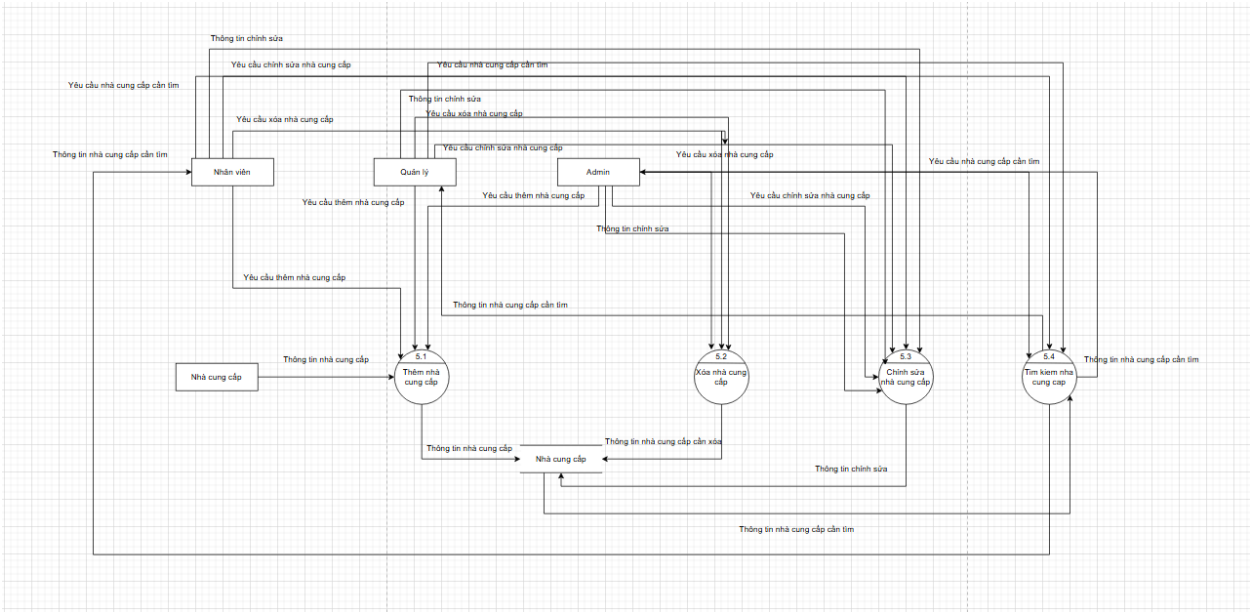 Thông tin chỉnh sửa
Yêu cầu chỉnh sửa nhà cung cấp
Yêu cầu nhà cung cấp cần tìm
Yêu cầu nhà cung cấp cần tìm
Thông tin chỉnh sửa
Yêu cầu xóa nhà cung cấp
Yêu cầu xóa nhà cung cấp
Yêu cầu chỉnh sửa nhà cung cấp
Thông tin nhà cung cấp cần tìm
Yêu cầu xóa nhà cung cấp
Yêu cầu nhà cung cấp cần tìm
Nhân viên
Quản lý
Admin
Yêu cầu thêm nhà cung cấp
Yêu cầu thêm nhà cung cấp
Yêu cầu chỉnh sửa nhà cung cấp
Thông tin chỉnh sửa
Yêu cầu thêm nhà cung cấp
Thông tin nhà cung cấp cần tìm
Thông tin nhà cung cấp
Nhà cung cấp
5.1
Thêm nhà
cung cấp
5.2
Xóa nhà cung
cấp
5.3
Chỉnh sửa
nhà cung cấp
5.4
Tim kiem nha
cung cap
Thông tin nhà cung cấp cần tìm
Thông tin nhà cung cấp
Nhà cung cấp
Thông tin nhà cung cấp cần xóa
Thông tin chỉnh sửa
Thông tin nhà cung cấp cần tìm